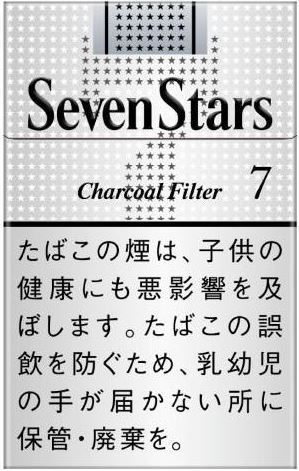 Seven Stars
Charcoal Filter 7
たばこの煙は、子供の
健康にも悪影響を及
ぼします。たばこの誤
飲を防ぐため、乳幼児
の手が届かない所に
保管・廃棄を。